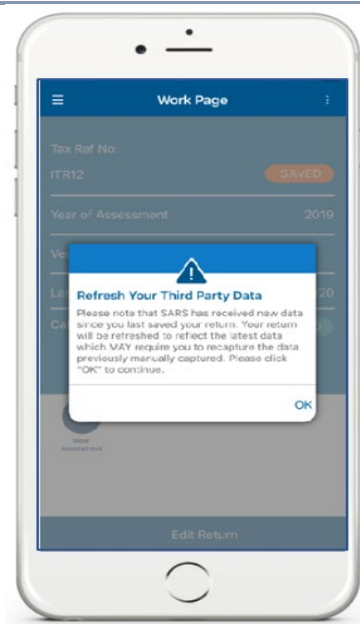 Work Page
Tax Ref No:
ITR12
SAVED
Year of Assessment
2019
Refresh Your Third Party Data
Please note that SARS has received new data
since you last saved your return. Your return
will be refreshed to reflect the latest data
which MAY require you to recapture the data
previously manually captured. Please click
"OK" to continue.
OK
Edit Return